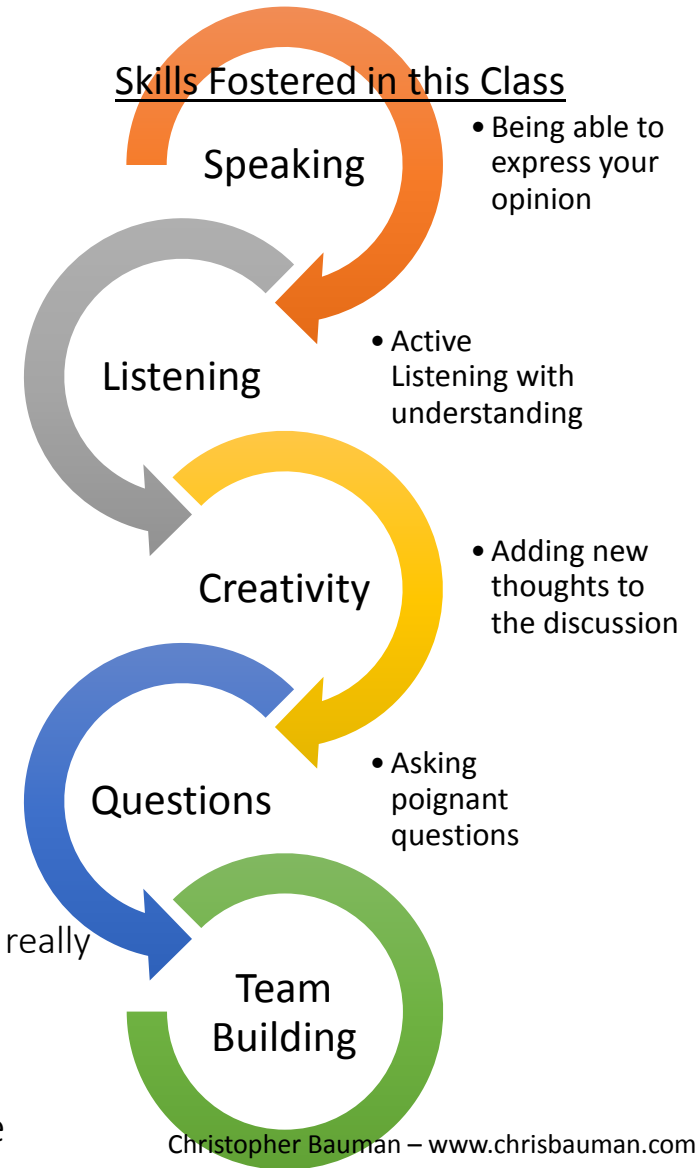 Skills Fostered in this Class
Speaking
• Being able to
express your
opinion
Listening
• Active
Listening with
understanding
Creativity
• Adding new
thoughts to
the discussion
Questions
• Asking
poignant
questions
really
Team
Building
e
Christopher Bauman – www.chrisbauman.com